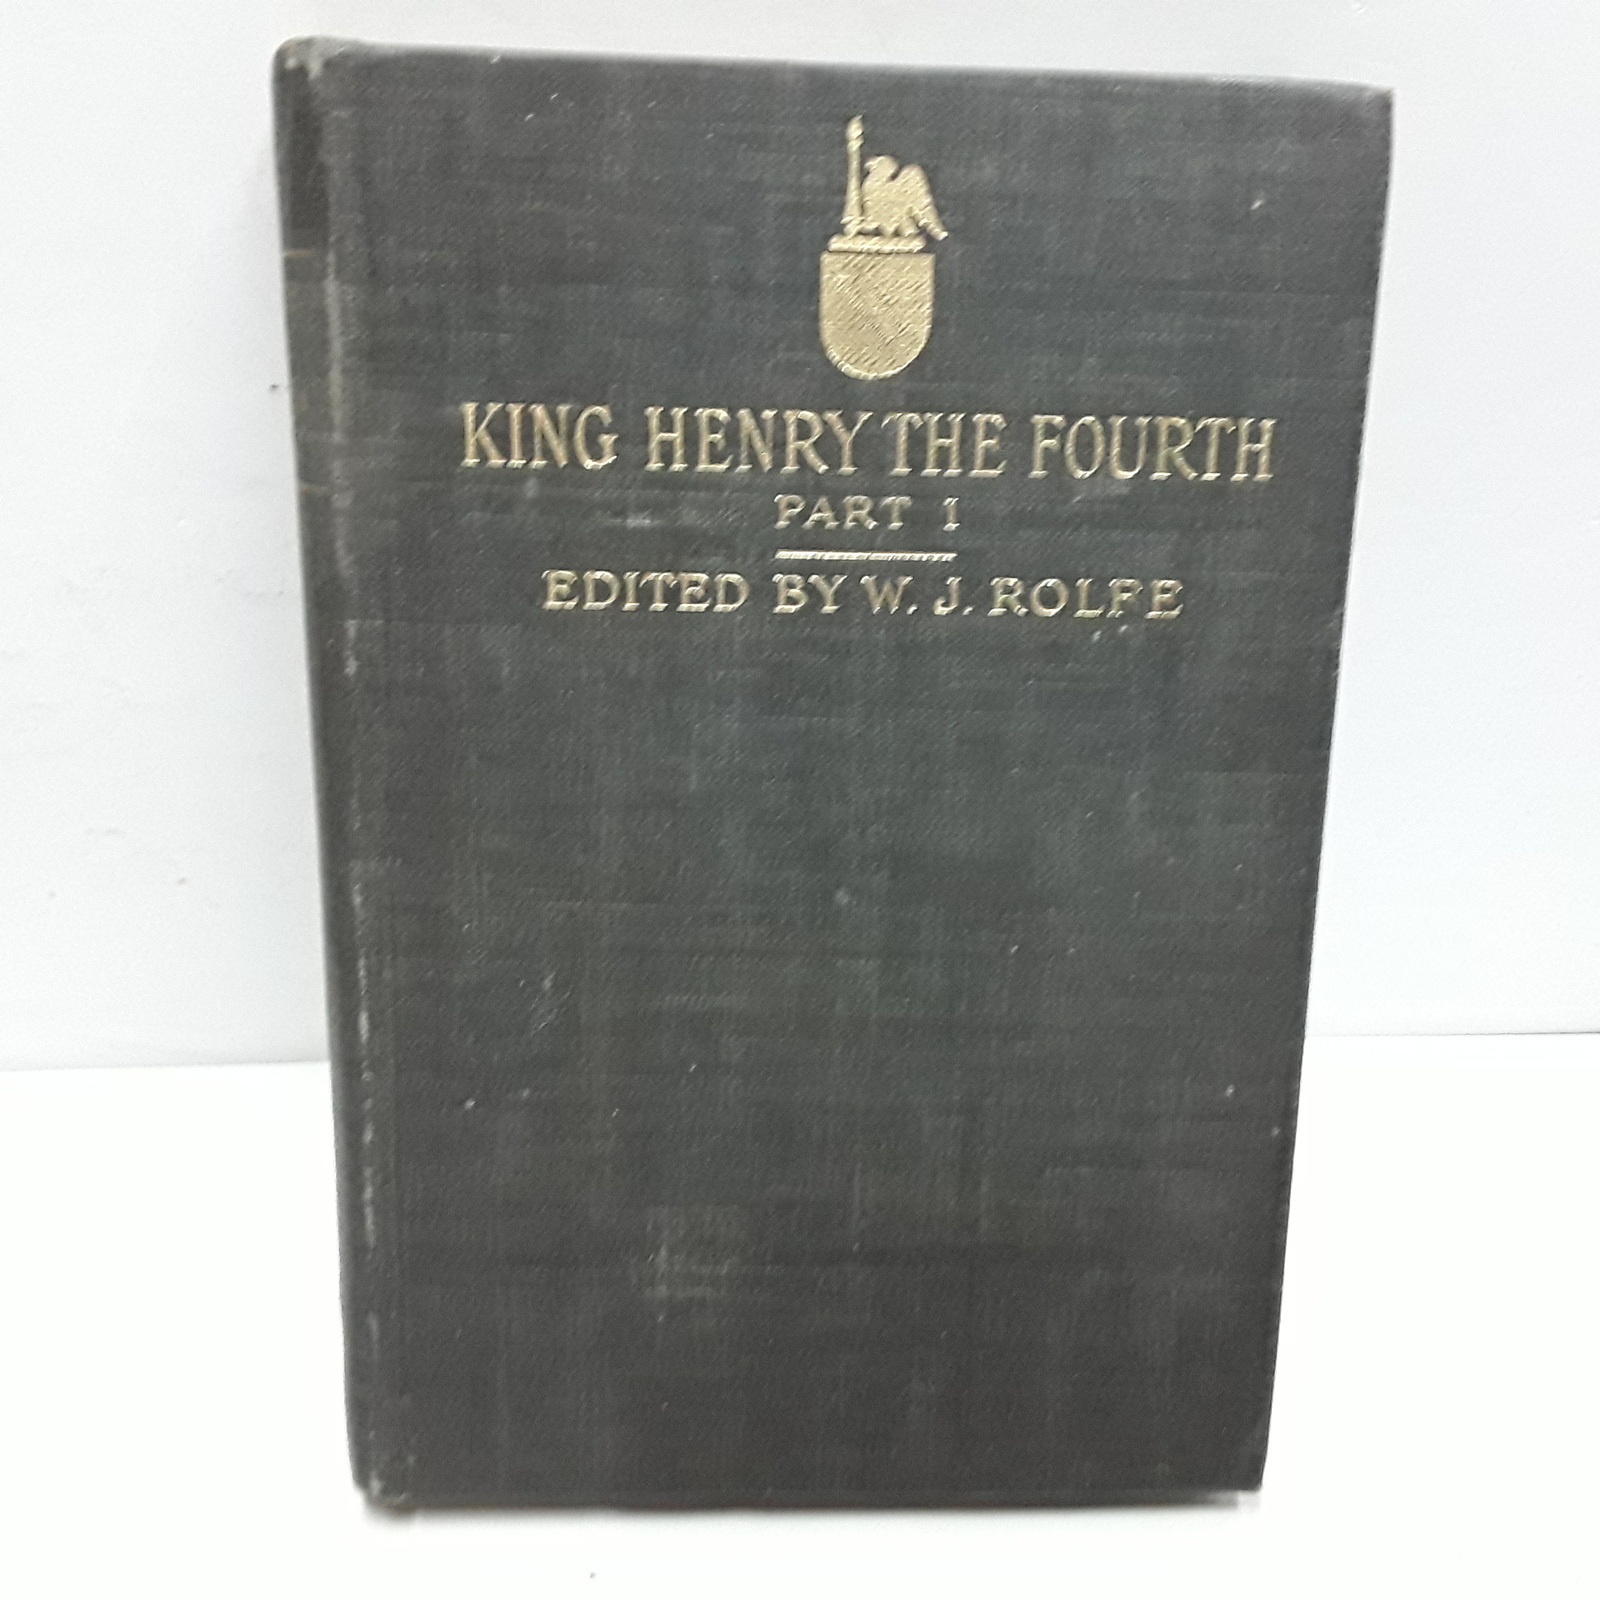 KING HENRY THE FOURTH
PART I
EDITED BY W. J. ROLFE